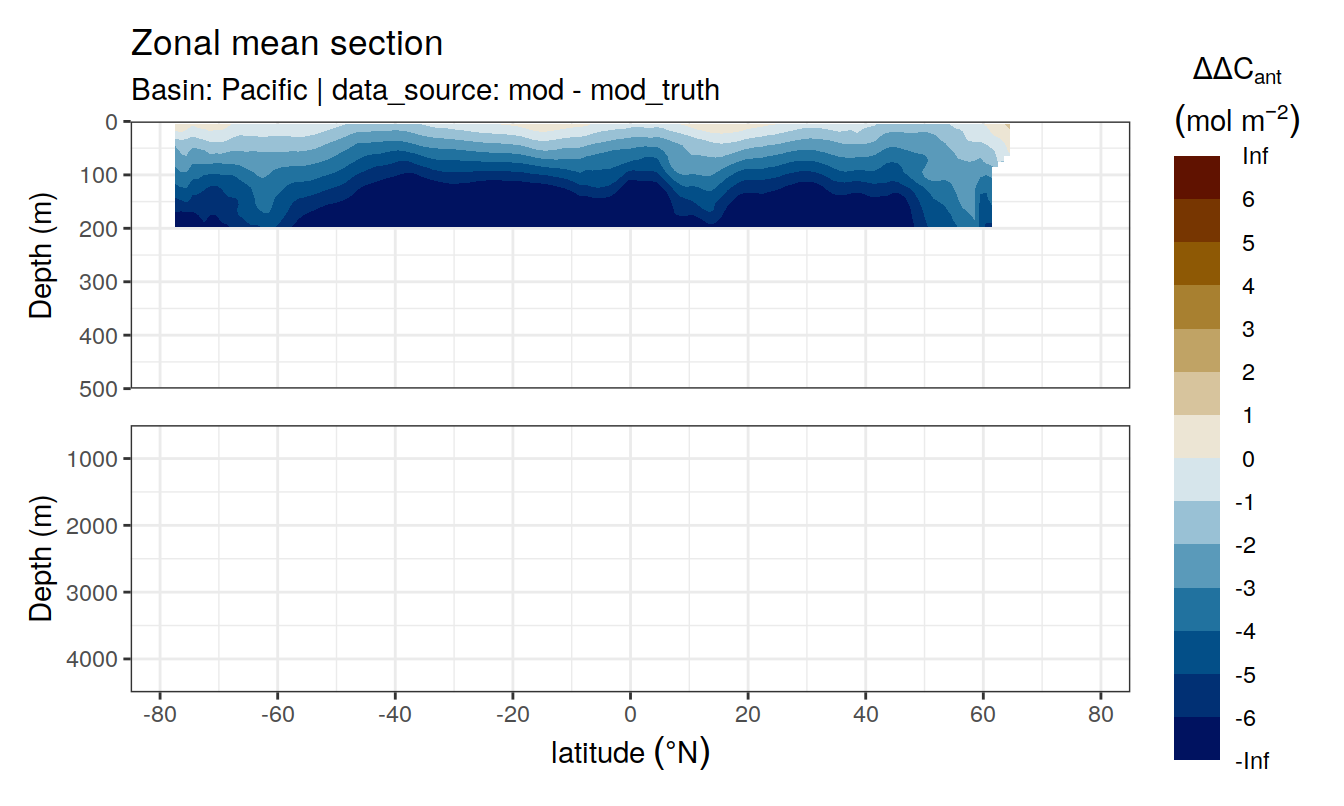 Zonal mean section
Basin: Pacific | data_source: mod - mod_truth
ΔΔCant
(mol m−2)
Inf
6
5
4
3
2
1
0
-1
-2
-3
-4
-5
-6
-Inf
Depth (m)
0
100
200
300
400
500
Depth (m)
1000
2000
3000
4000
-80 -60 -40 -20 0 20 40 60 80
latitude (°N)